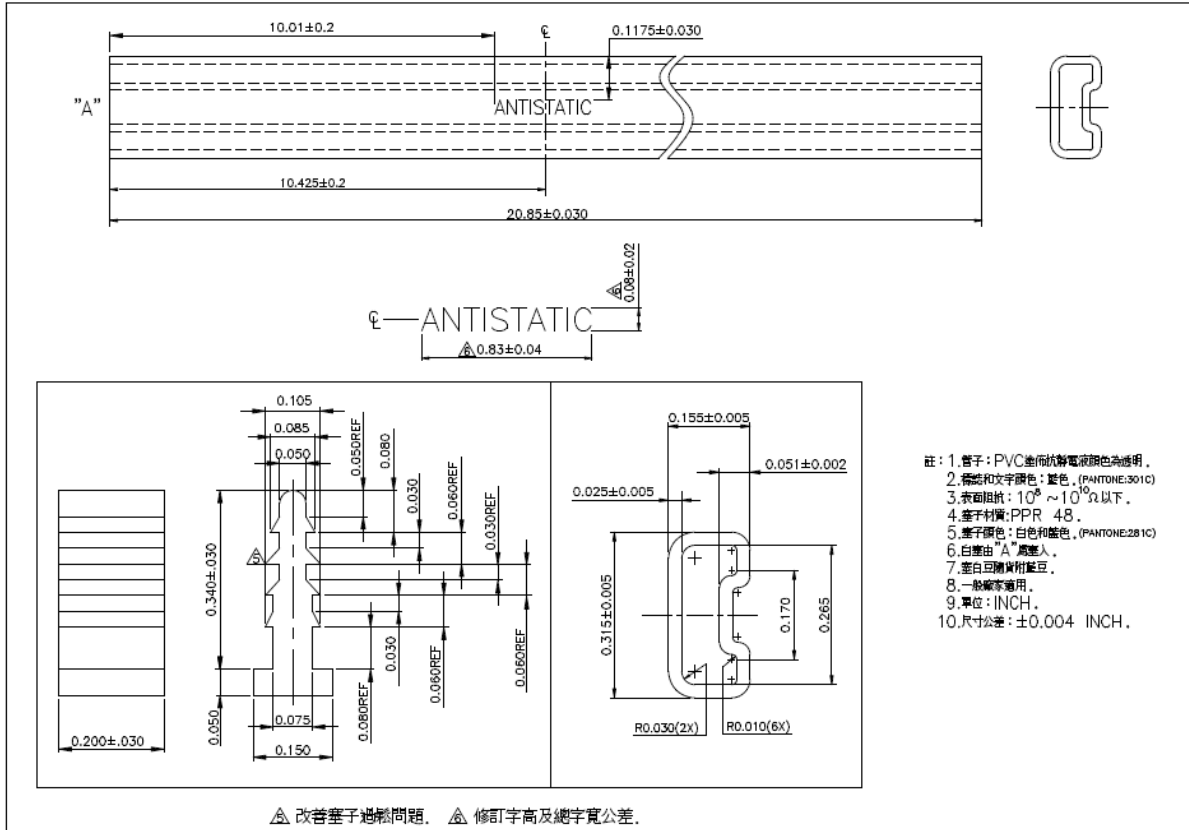 10.01±0.2
℄
0.1175±0.030
"A"
ANTISTATIC
10.425±0.2
20.85±0.030
0.08±0.02
6
℄
ANTISTATIC
6 0.83±0.04
0.105
0.085
0.050
0.050REF
0.080
0.030
0.060REF
0.030REF
5
0.340±.030
0.030
0.060REF
0.060REF
0.080REF
0.050
0.075
0.150
0.200±.030
0.155±0.005
0.051±0.002
0.025±0.005
0.315±0.005
0.170
0.265
R0.030(2X)
R0.010(6X)
註：1.管子：PVC塗佈抗靜電液顏色為透明.
2.標誌和文字顏色：藍色.(PANTONE:301C)
3.表面阻抗：10⁸ ~10¹⁰Ω以下.
4.塞子材質:PPR 48.
5.塞子顏色：白色和藍色.(PANTONE:281C)
6.白塞由"A"處塞入.
7.塞白豆隨貨附藍豆.
8.一般廠家適用.
9.單位：INCH.
10.尺寸公差：±0.004 INCH.
5 改善塞子過鬆問題. 6 修訂字高及總字寬公差.